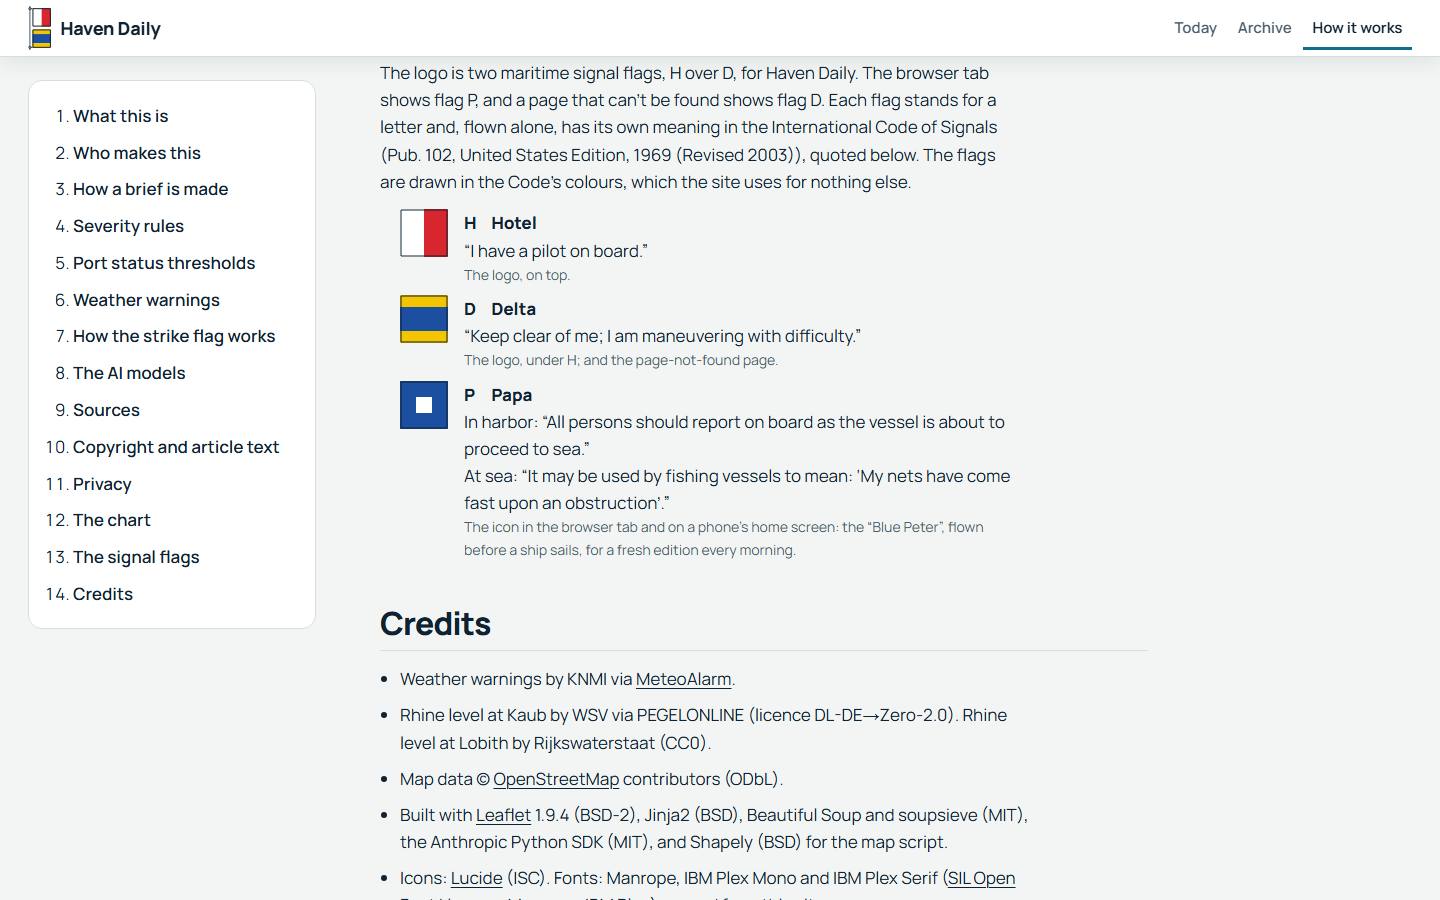 Haven Daily
Today
Archive
How it works
1. What this is
2. Who makes this
3. How a brief is made
4. Severity rules
5. Port status thresholds
6. Weather warnings
7. How the strike flag works
8. The AI models
9. Sources
10. Copyright and article text
11. Privacy
12. The chart
13. The signal flags
14. Credits
The logo is two maritime signal flags, H over D, for Haven Daily. The browser tab
shows flag P, and a page that can’t be found shows flag D. Each flag stands for a
letter and, flown alone, has its own meaning in the International Code of Signals
(Pub. 102, United States Edition, 1969 (Revised 2003)), quoted below. The flags
are drawn in the Code’s colours, which the site uses for nothing else.
H Hotel
“I have a pilot on board.”
The logo, on top.
D Delta
“Keep clear of me; I am maneuvering with difficulty.”
The logo, under H; and the page-not-found page.
P Papa
In harbor: “All persons should report on board as the vessel is about to
proceed to sea.”
At sea: “It may be used by fishing vessels to mean: ‘My nets have come
fast upon an obstruction’.”
The icon in the browser tab and on a phone’s home screen: the “Blue Peter”, flown
before a ship sails, for a fresh edition every morning.
Credits
• Weather warnings by KNMI via MeteoAlarm.
• Rhine level at Kaub by WSV via PEGELONLINE (licence DL-DE→Zero-2.0). Rhine
level at Lobith by Rijkswaterstaat (CC0).
• Map data © OpenStreetMap contributors (ODbL).
• Built with Leaflet 1.9.4 (BSD-2), Jinja2 (BSD), Beautiful Soup and soupsieve (MIT),
the Anthropic Python SDK (MIT), and Shapely (BSD) for the map script.
• Icons: Lucide (ISC). Fonts: Manrope, IBM Plex Mono and IBM Plex Serif (SIL Open